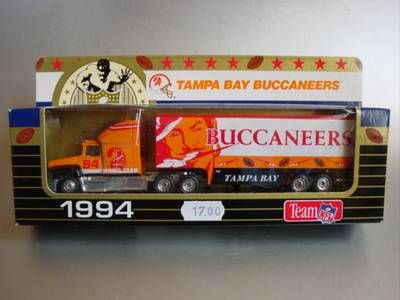 TAMPA BAY BUCCANEERS
94
BUCCANEERS
TAMPA BAY
1994
17.00
Team NFL